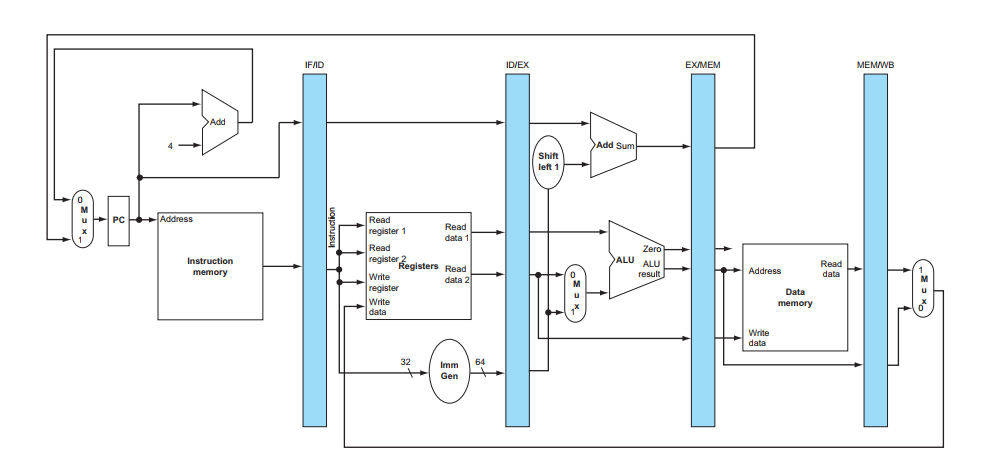 IF/ID
ID/EX
EX/MEM
MEM/WB
Add
4
Add Sum
Shift
left 1
0
M
u
x
1
PC
Address
Instruction
memory
Instruction
Read
register 1
Read
register 2
Write
register
Write
data
Registers
Read
data 1
Read
data 2
0
M
u
x
1
Zero
ALU
ALU
result
Address
Write
data
Read
data
Data
memory
1
M
u
x
0
32
Imm
Gen
64